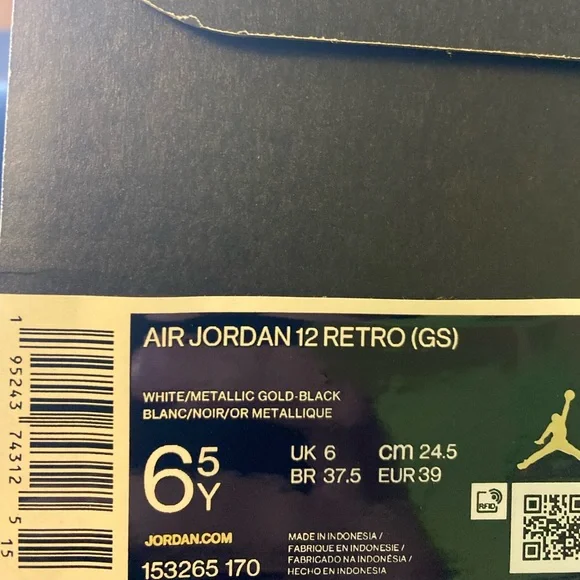 AIR JORDAN 12 RETRO (GS)
WHITE/METALLIC GOLD-BLACK
BLANC/NOIR/OR METALLIQUE
6.5Y
UK 6 cm 24.5
BR 37.5 EUR 39
RFID
JORDAN.COM
153265 170
MADE IN INDONESIA /
FABRIQUE EN INDONESIE /
FABRICADO NA INDONÉSIA /
HECHO EN INDONESIA
1 95243 74312 5 15